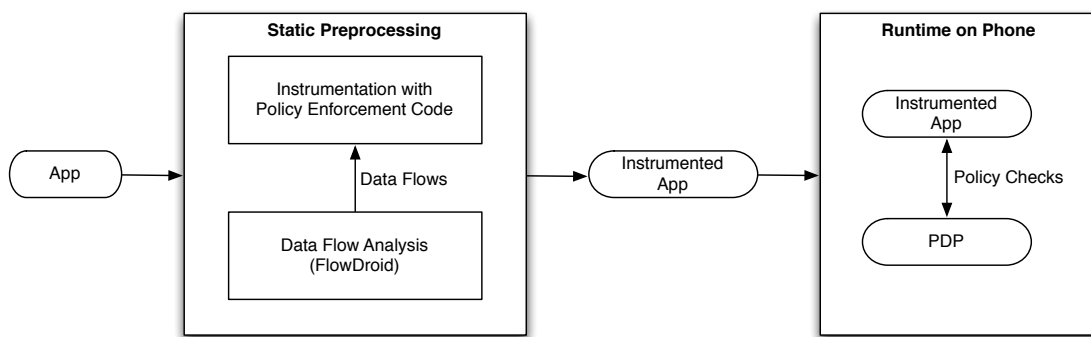 Static Preprocessing
Instrumentation with
Policy Enforcement Code
App
Data Flows
Data Flow Analysis
(FlowDroid)
Instrumented
App
Runtime on Phone
Instrumented
App
Policy Checks
PDP